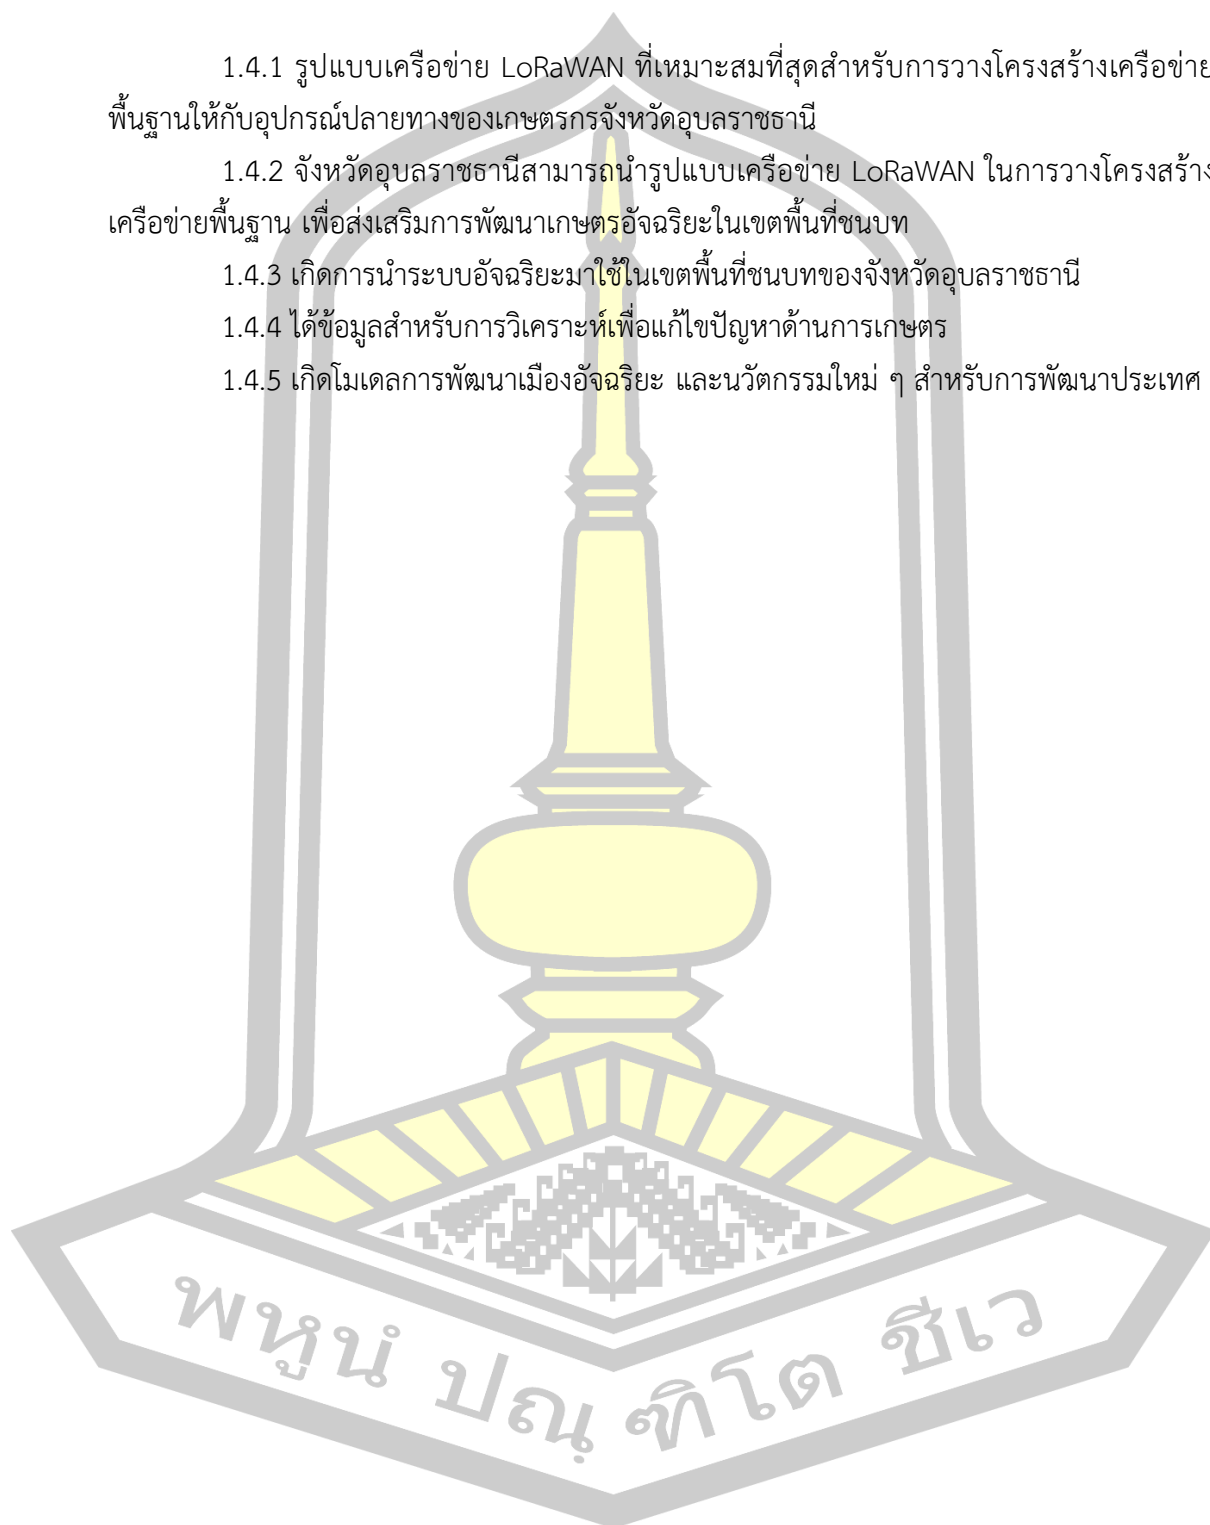 1.4.1 รูปแบบเครือข่าย LoRaWAN ที่เหมาะสมที่สุดสำหรับการวางโครงสร้างเครือข่าย
พื้นฐานให้กับอุปกรณ์ปลายทางของเกษตรกรจังหวัดอุบลราชธานี
1.4.2 จังหวัดอุบลราชธานีสามารถนำรูปแบบเครือข่าย LoRaWAN ในการวางโครงสร้าง
เครือข่ายพื้นฐาน เพื่อส่งเสริมการพัฒนาเกษตรอัจฉริยะในเขตพื้นที่ชนบท
1.4.3 เกิดการนำระบบอัจฉริยะมาใช้ในเขตพื้นที่ชนบทของจังหวัดอุบลราชธานี
1.4.4 ได้ข้อมูลสำหรับการวิเคราะห์เพื่อแก้ไขปัญหาด้านการเกษตร
1.4.5 เกิดโมเดลการพัฒนาเมืองอัจฉริยะ และนวัตกรรมใหม่ ๆ สำหรับการพัฒนาประเทศ
พหูนํ ปณฺ ฑิโต ชีเว